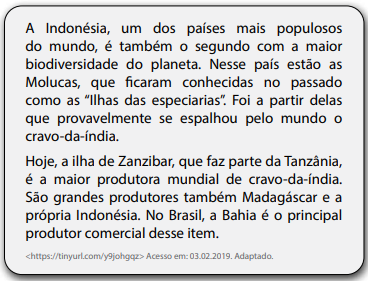 A Indonésia, um dos países mais populosos
do mundo, é também o segundo com a maior
biodiversidade do planeta. Nesse país estão as
Molucas, que ficaram conhecidas no passado
como as “Ilhas das especiarias”. Foi a partir delas
que provavelmente se espalhou pelo mundo o
cravo-da-índia.
Hoje, a ilha de Zanzibar, que faz parte da Tanzânia,
é a maior produtora mundial de cravo-da-índia.
São grandes produtores também Madagáscar e a
própria Indonésia. No Brasil, a Bahia é o principal
produtor comercial desse item.
<https://tinyurl.com/y9johgqz> Acesso em: 03.02.2019. Adaptado.